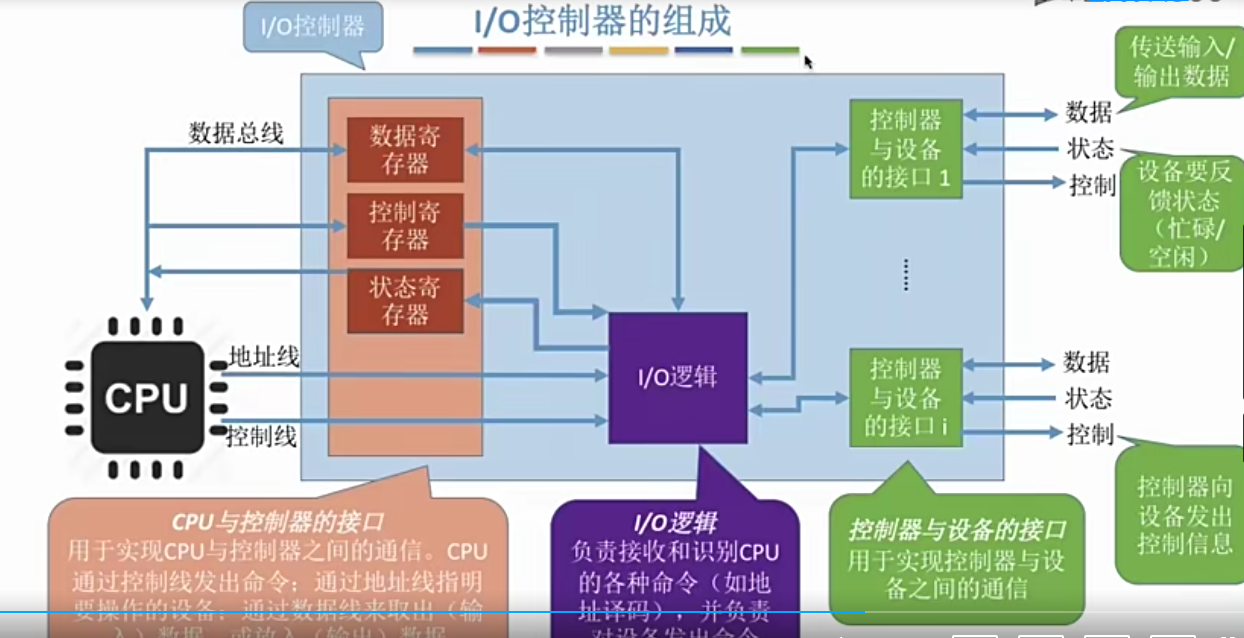 I/O控制器
I/O控制器的组成
传送输入/
输出数据
数据总线
数据寄
存器
控制寄
存器
状态寄
存器
控制器
与设备
的接口 1
数据
状态
控制
设备要反
馈状态
（忙碌/
空闲）
地址线
CPU
控制线
I/O逻辑
控制器
与设备
的接口 i
数据
状态
控制
控制器向
设备发出
控制信息
CPU与控制器的接口
用于实现CPU与控制器之间的通信。CPU
通过控制线发出命令；通过地址线指明
要操作的设备；通过数据线来取出（输
入）数据，或放入（输出）数据
I/O逻辑
负责接收和识别CPU
的各种命令（如地
址译码），并负责
对设备发出命令
控制器与设备的接口
用于实现控制器与设
备之间的通信